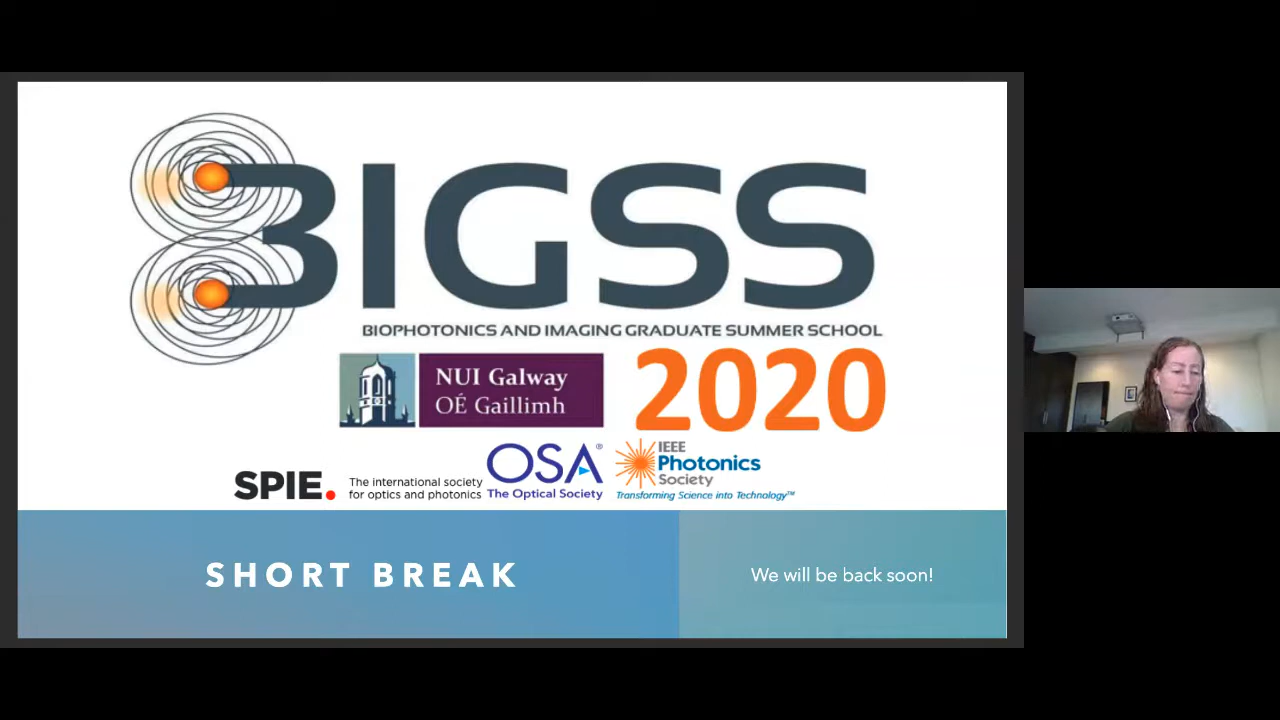 BIGSS
BIOPHOTONICS AND IMAGING GRADUATE SUMMER SCHOOL
NUI Galway
OÉ Gaillimh
2020
SPIE.
The international society
for optics and photonics
OSA®
The Optical Society
IEEE
Photonics
Society
Transforming Science into Technology™
SHORT BREAK
We will be back soon!